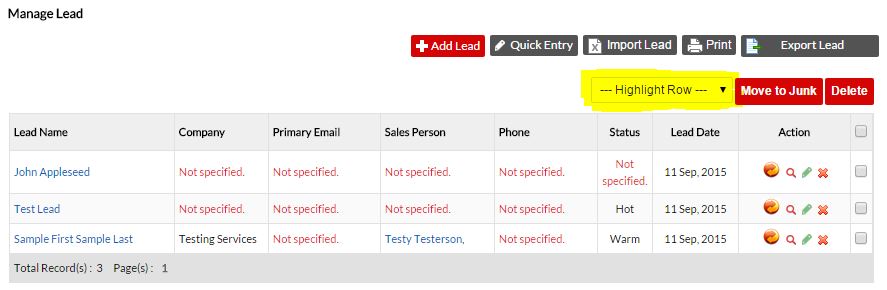 Manage Lead
Add Lead Quick Entry Import Lead Print Export Lead
--- Highlight Row --- Move to Junk Delete
Lead Name Company Primary Email Sales Person Phone Status Lead Date Action
John Appleseed Not specified. Not specified. Not specified. Not specified. Not specified. 11 Sep, 2015
Test Lead Not specified. Not specified. Not specified. Not specified. Hot 11 Sep, 2015
Sample First Sample Last Testing Services Not specified. Testy Testerson, Not specified. Warm 11 Sep, 2015
Total Record(s) : 3 Page(s) : 1